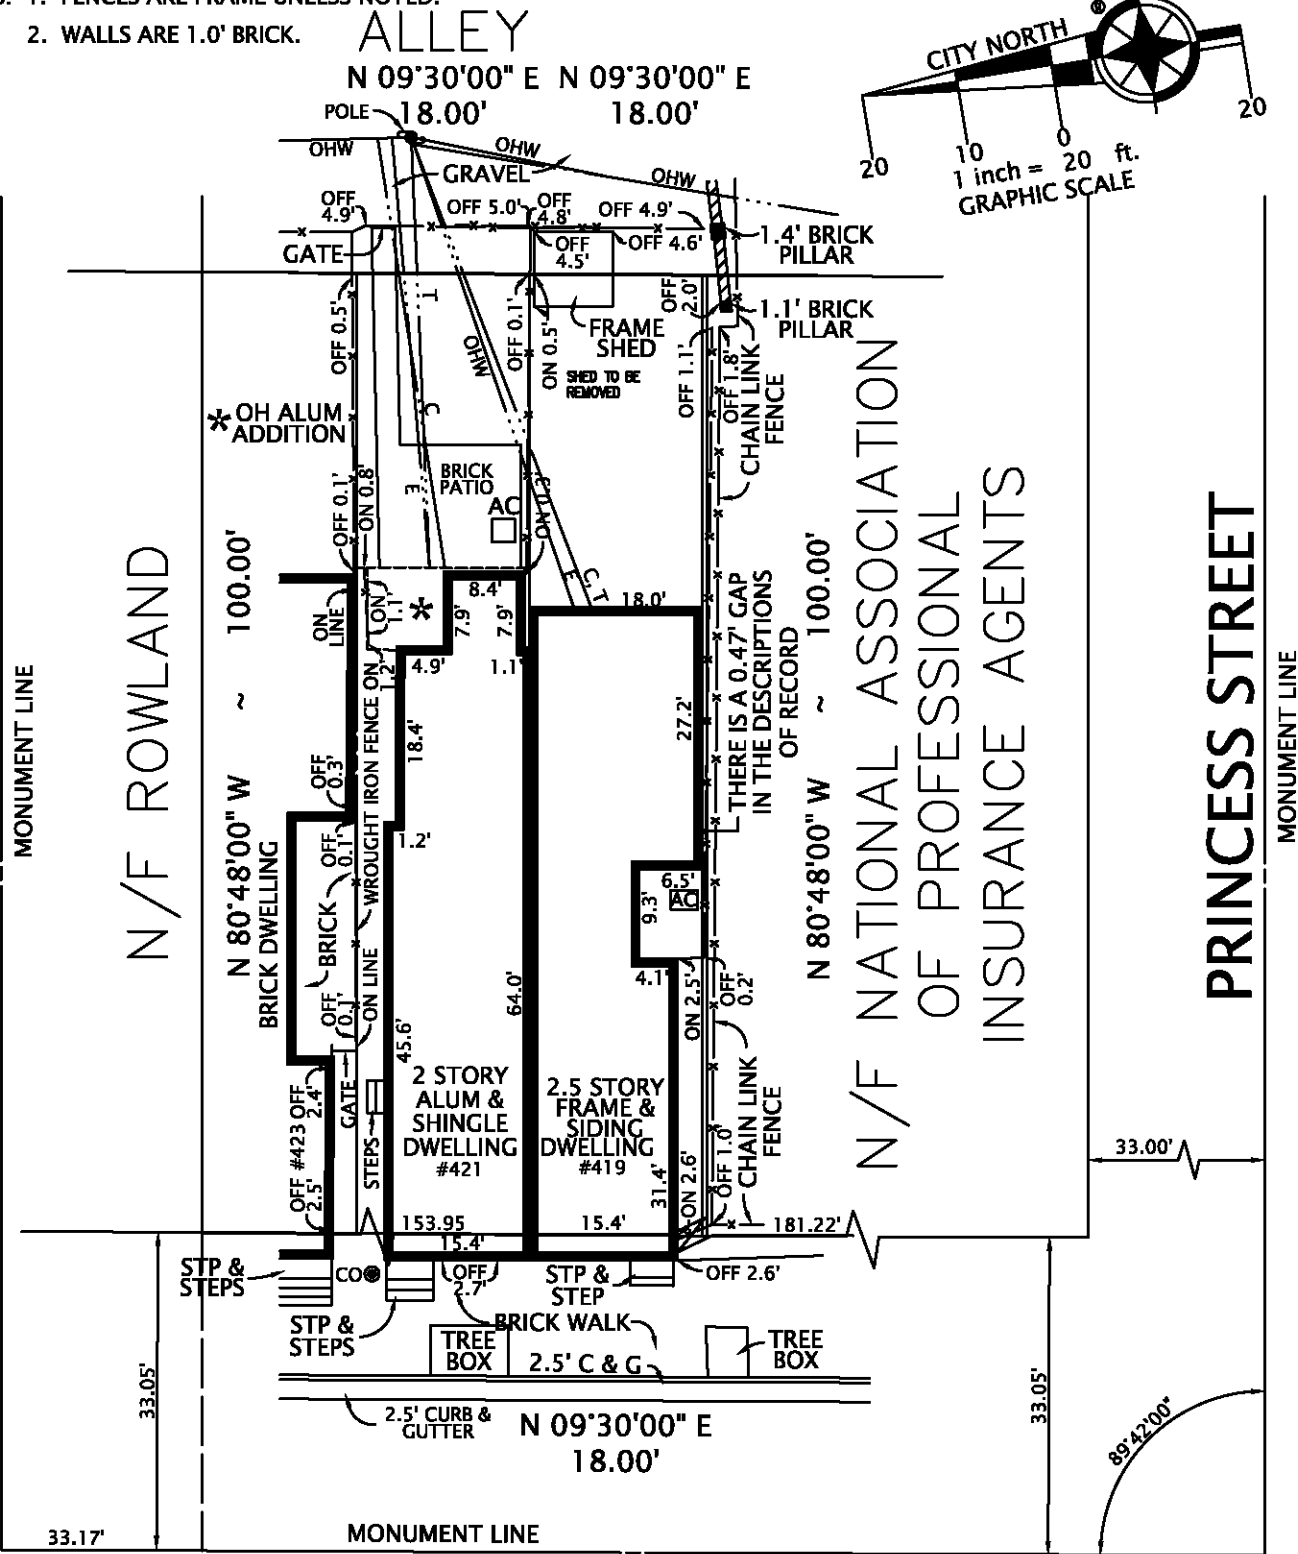 1. FENCES ARE FRAME UNLESS NOTED.
2. WALLS ARE 1.0' BRICK.
ALLEY
N 09°30'00" E
18.00'
N 09°30'00" E
18.00'
CITY NORTH
®
20
10
0
20
1 inch = 20 ft.
GRAPHIC SCALE
POLE
OHW
OHW
OHW
GRAVEL
OFF
4.9'
OFF 5.0'
OFF
4.8'
OFF 4.9'
OFF
4.5'
OFF 4.6'
GATE
1.4' BRICK
PILLAR
1.1' BRICK
PILLAR
OFF
2.0'
OFF 0.5'
T
OHW
OFF 0.1'
ON 0.5'
FRAME
SHED
SHED TO BE
REMOVED
OFF 1.1'
OFF 1.8'
CHAIN LINK
FENCE
* OH ALUM
ADDITION
C
E
BRICK
PATIO
AC
OFF 0.1'
ON 0.8'
ON 0.3'
E
C,T
MONUMENT LINE
N/F ROWLAND
N 80°48'00" W ~ 100.00'
BRICK DWELLING
ON
LINE
ON
1.1'
*
8.4'
7.9'
7.9'
18.0'
1.2'
4.9'
1.1'
18.4'
27.2'
THERE IS A 0.47' GAP
IN THE DESCRIPTIONS
OF RECORD
N 80°48'00" W ~ 100.00'
N/F NATIONAL ASSOCIATION
OF PROFESSIONAL
INSURANCE AGENTS
PRINCESS STREET
MONUMENT LINE
OFF
0.3'
OFF
0.1'
WROUGHT IRON FENCE ON
1.2'
BRICK
OFF
0.1'
ON LINE
6.5'
AC
9.3'
4.1'
ON 2.5'
OFF
0.2'
64.0'
45.6'
2 STORY
ALUM &
SHINGLE
DWELLING
#421
2.5 STORY
FRAME &
SIDING
DWELLING
#419
OFF
2.4'
#423
OFF
2.5'
GATE
STEPS
31.4'
ON 2.6'
OFF 1.0'
CHAIN LINK
FENCE
33.00'
153.95
15.4'
15.4'
181.22'
STP &
STEPS
CO
OFF
2.7'
STP &
STEP
OFF 2.6'
STP &
STEPS
BRICK WALK
TREE
BOX
2.5' C & G
TREE
BOX
2.5' CURB &
GUTTER
N 09°30'00" E
18.00'
33.05'
33.05'
89°42'00"
33.17'
MONUMENT LINE